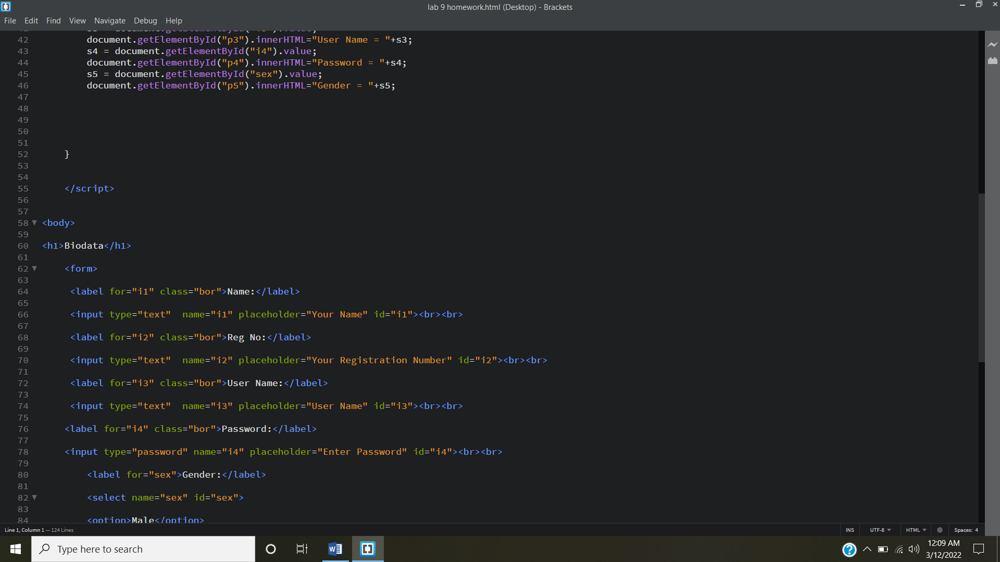 lab 9 homework.html (Desktop) - Brackets
File Edit Find View Navigate Debug Help
42 document.getElementById("p3").innerHTML="User Name = "+s3;
43 s4 = document.getElementById("i4").value;
44 document.getElementById("p4").innerHTML="Password = "+s4;
45 s5 = document.getElementById("sex").value;
46 document.getElementById("p5").innerHTML="Gender = "+s5;
47
48
49
50
51
52 }
53
54
55 </script>
56
57
58 <body>
59
60 <h1>Biodata</h1>
61
62 <form>
63
64 <label for="i1" class="bor">Name:</label>
65
66 <input type="text"  name="i1" placeholder="Your Name" id="i1"><br><br>
67
68 <label for="i2" class="bor">Reg No:</label>
69
70 <input type="text"  name="i2" placeholder="Your Registration Number" id="i2"><br><br>
71
72 <label for="i3" class="bor">User Name:</label>
73
74 <input type="text"  name="i3" placeholder="User Name" id="i3"><br><br>
75
76 <label for="i4" class="bor">Password:</label>
77
78 <input type="password" name="i4" placeholder="Enter Password" id="i4"><br><br>
79
80 <label for="sex">Gender:</label>
81
82 <select name="sex" id="sex">
83
84 <option>Male</option>
Line 1, Column 1 — 124 Lines INS UTF-8 HTML Spaces: 4
Type here to search
12:09 AM
3/12/2022